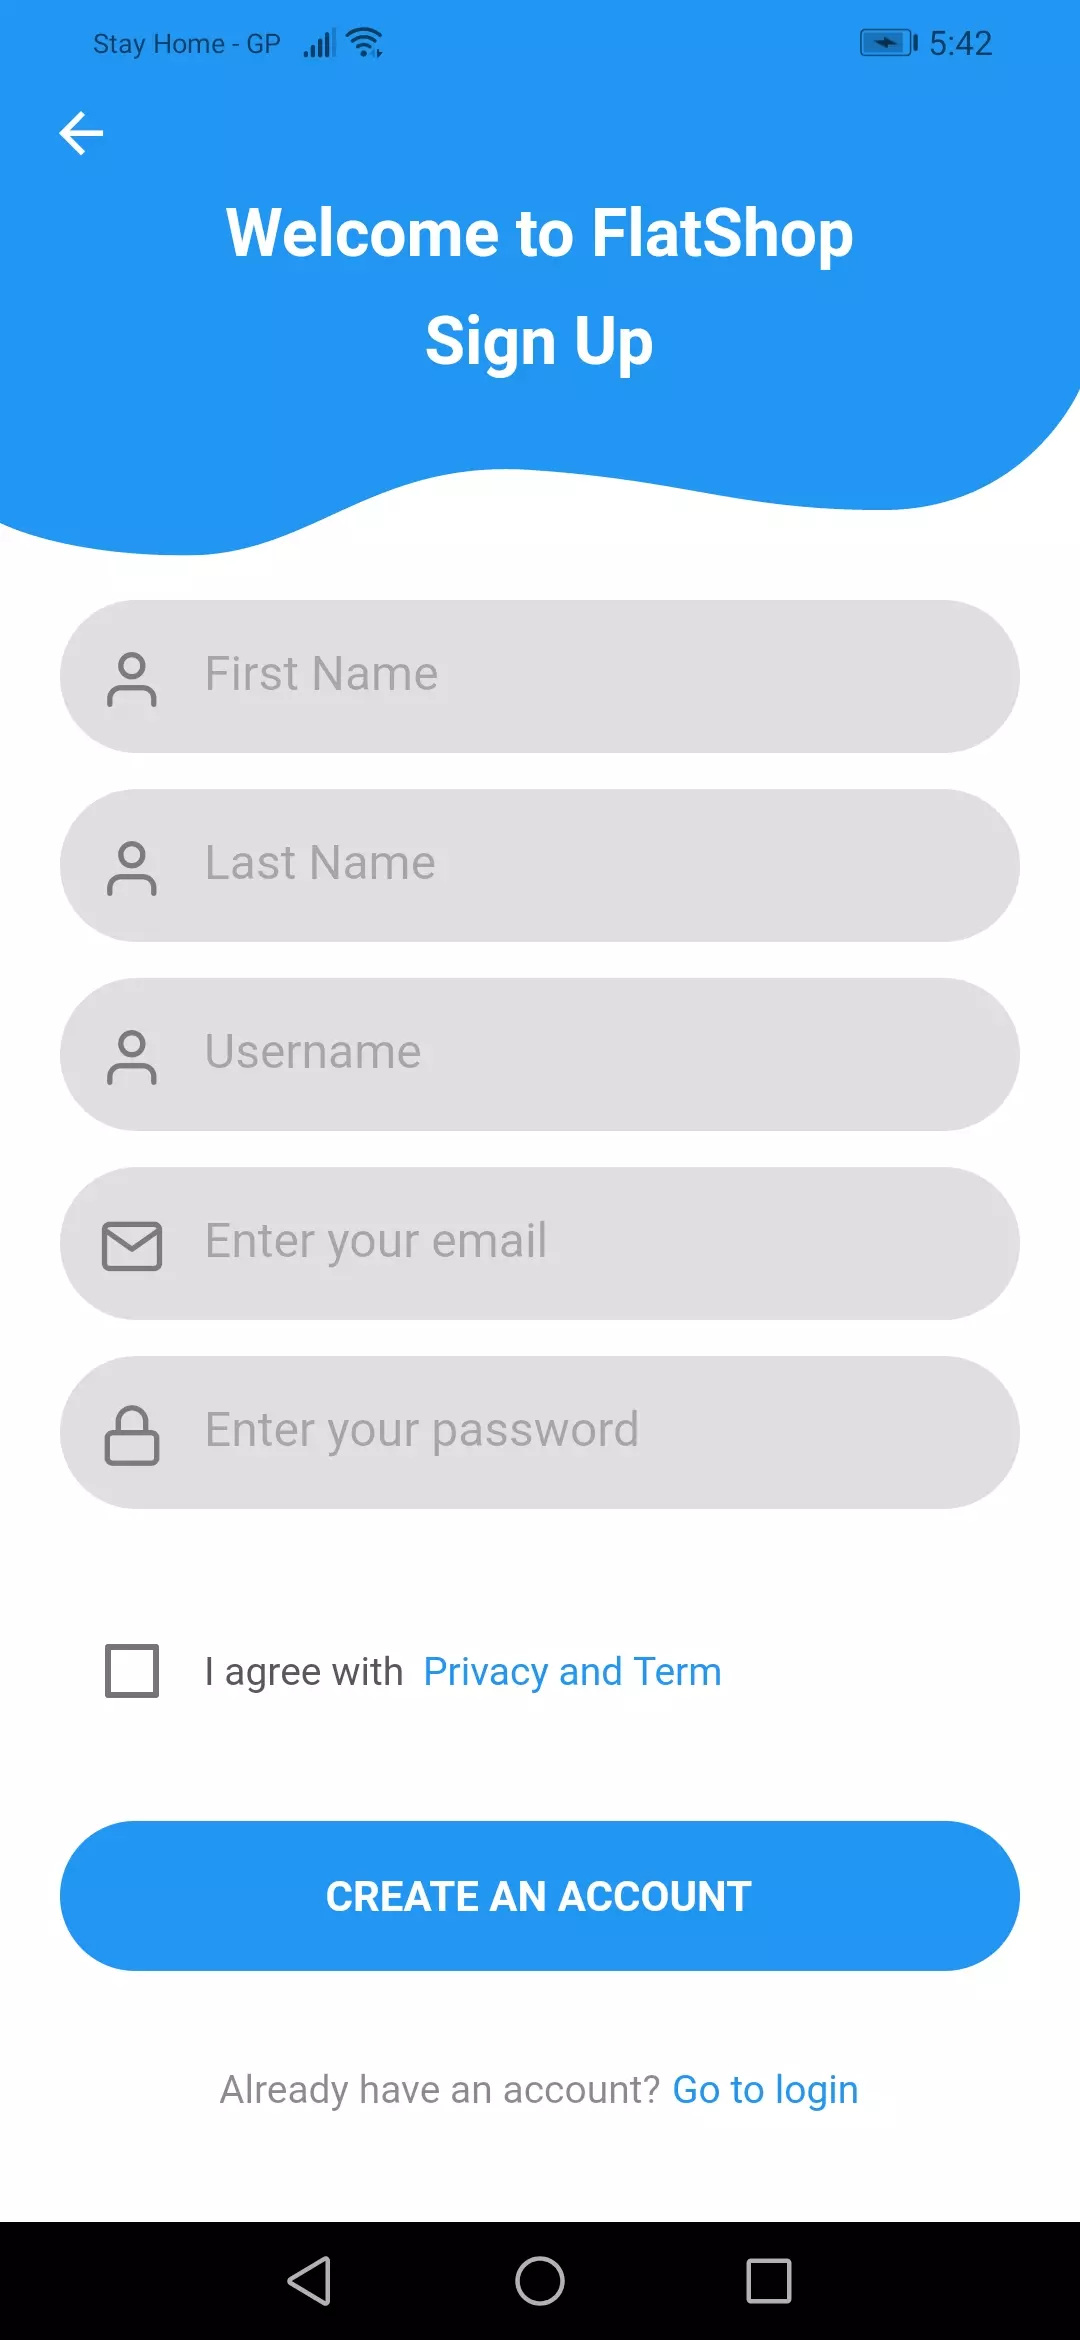 Stay Home - GP 5:42
Welcome to FlatShop
Sign Up
First Name
Last Name
Username
Enter your email
Enter your password
I agree with Privacy and Term
CREATE AN ACCOUNT
Already have an account? Go to login